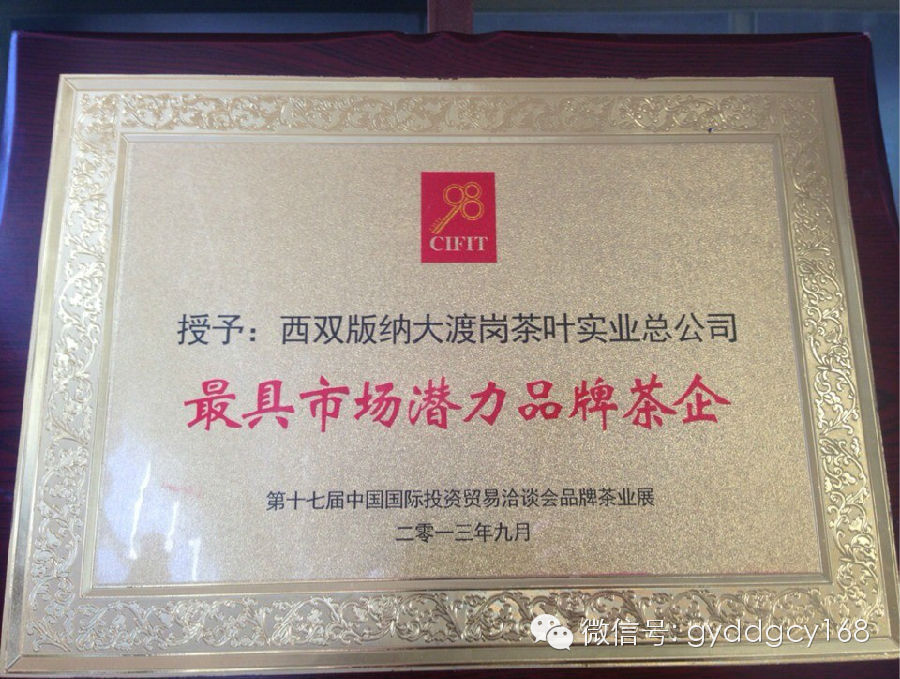 98
CIFIT
授予：西双版纳大渡岗茶叶实业总公司
最具市场潜力品牌茶企
第十七届中国国际投资贸易洽谈会品牌茶业展
二零一三年九月
微信号: gyddgcy168